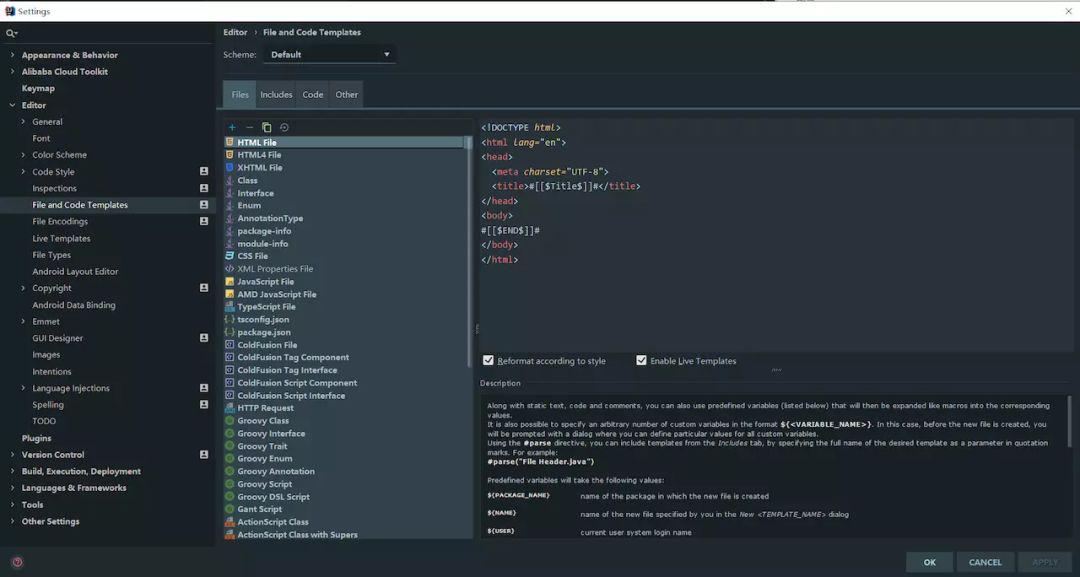 Settings
Appearance & Behavior
Alibaba Cloud Toolkit
Keymap
Editor
General
Font
Color Scheme
Code Style
Inspections
File and Code Templates
File Encodings
Live Templates
File Types
Android Layout Editor
Copyright
Android Data Binding
Emmet
GUI Designer
Images
Intentions
Language Injections
Spelling
TODO
Plugins
Version Control
Build, Execution, Deployment
Languages & Frameworks
Tools
Other Settings
Editor › File and Code Templates
Scheme: Default
Files Includes Code Other
HTML File
HTML4 File
XHTML File
Class
Interface
Enum
AnnotationType
package-info
module-info
CSS File
XML Properties File
JavaScript File
AMD JavaScript File
TypeScript File
tsconfig.json
package.json
ColdFusion File
ColdFusion Tag Component
ColdFusion Tag Interface
ColdFusion Script Component
ColdFusion Script Interface
HTTP Request
Groovy Class
Groovy Interface
Groovy Trait
Groovy Enum
Groovy Annotation
Groovy Script
Groovy DSL Script
Gant Script
ActionScript Class
ActionScript Class with Supers
<!DOCTYPE html>
<html lang="en">
<head>
<meta charset="UTF-8">
<title>#[[$Title$]]#</title>
</head>
<body>
#[[$END$]]#
</body>
</html>
Reformat according to style Enable Live Templates
Description
Along with static text, code and comments, you can also use predefined variables (listed below) that will then be expanded like macros into the corresponding
values.
It is also possible to specify an arbitrary number of custom variables in the format ${<VARIABLE_NAME>}. In this case, before the new file is created, you
will be prompted with a dialog where you can define particular values for all custom variables.
Using the #parse directive, you can include templates from the Includes tab, by specifying the full name of the desired template as a parameter in quotation
marks. For example:
#parse("File Header.java")
Predefined variables will take the following values:
${PACKAGE_NAME} name of the package in which the new file is created
${NAME} name of the new file specified by you in the New <TEMPLATE_NAME> dialog
${USER} current user system login name
OK CANCEL APPLY